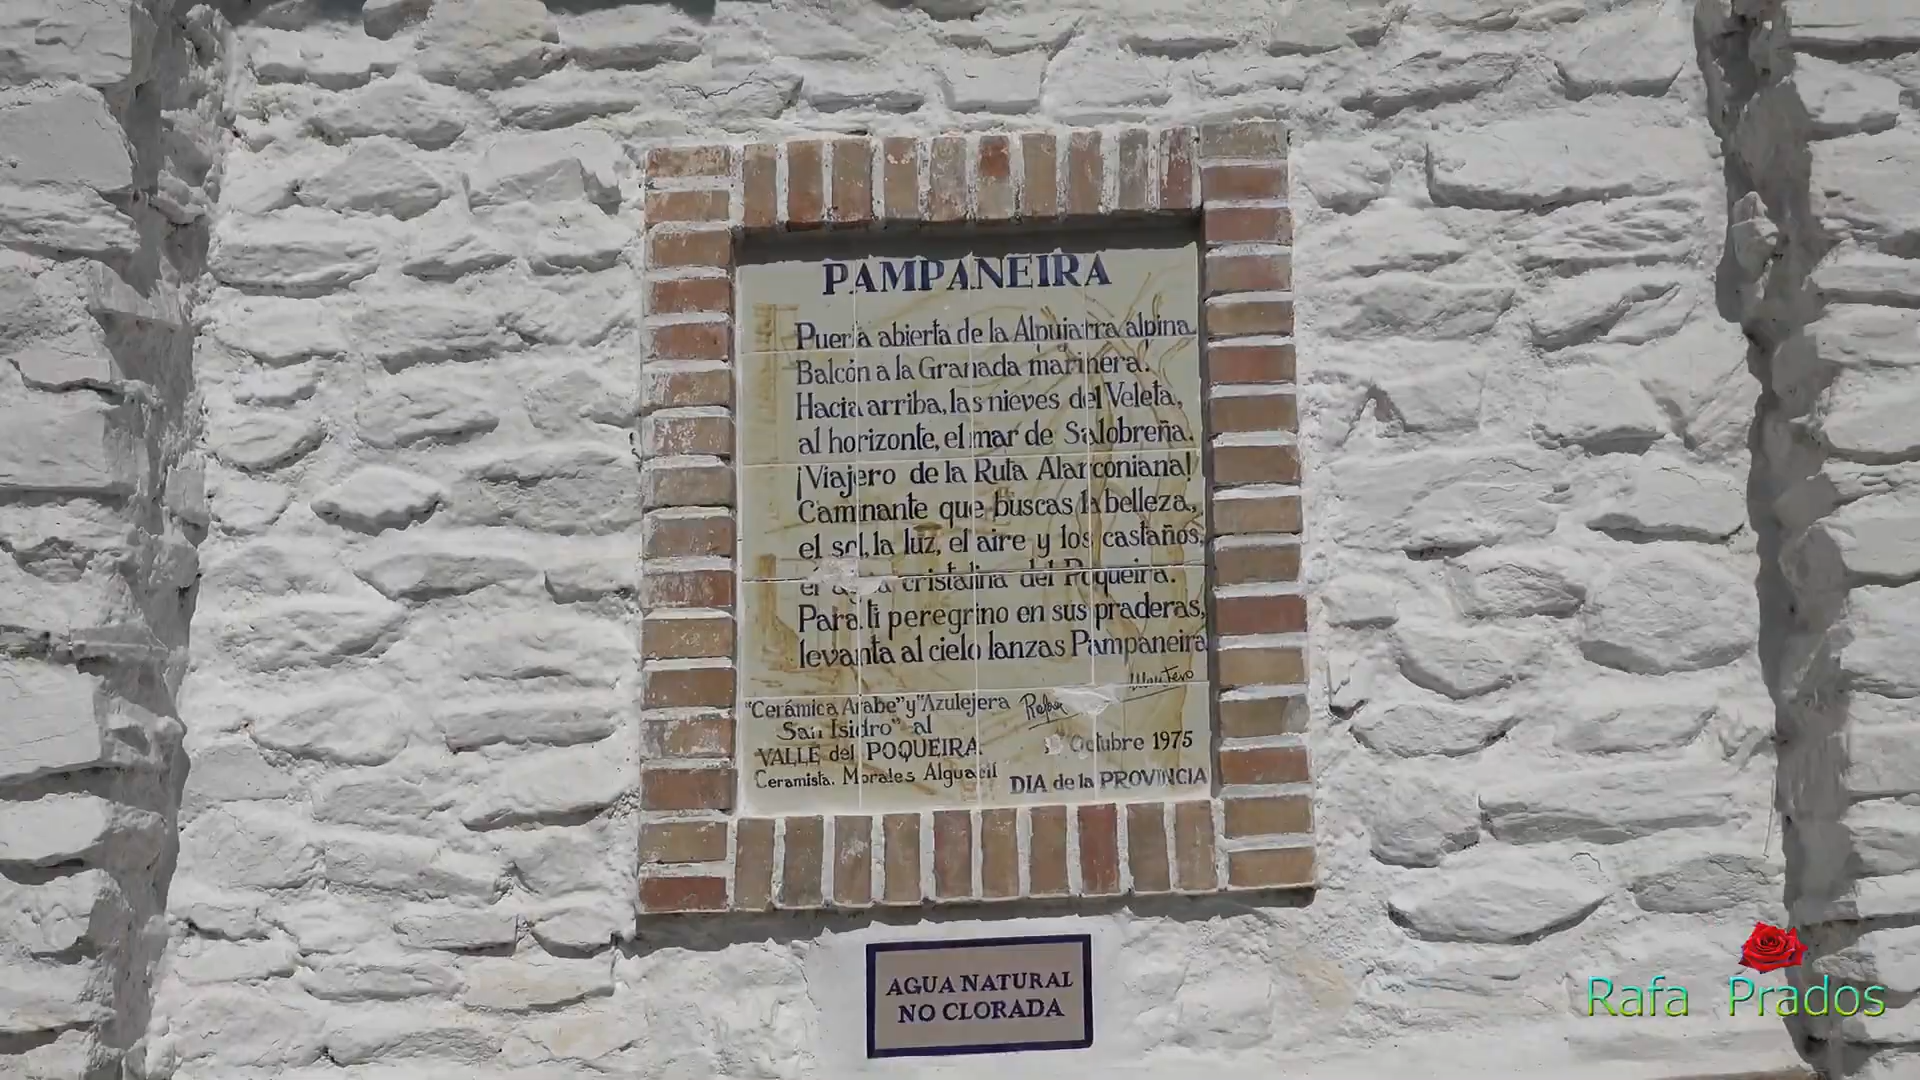 PAMPANEIRA
Puerta abierta de la Alpujarra alpina
Balcón a la Granada marinera.
Hacia arriba, las nieves del Veleta,
al horizonte, el mar de Salobreña.
¡Viajero de la Ruta Alarconiana!
Caminante que buscas la belleza,
el sol, la luz, el aire y los castaños,
el agua cristalina del Poqueira.
Para ti peregrino en sus praderas,
levanta al cielo lanzas Pampaneira.
Rafael Montero
"Cerámica Arabe" y "Azulejera
San Isidro" al
VALLE del POQUEIRA.
Ceramista. Morales Alguacil
Octubre 1975
DIA de la PROVINCIA
AGUA NATURAL
NO CLORADA
Rafa Prados